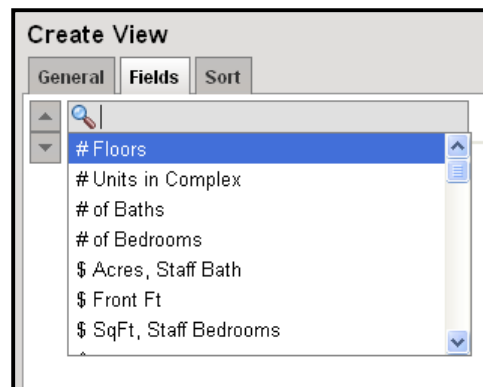 Create View
General Fields Sort
# Floors
# Units in Complex
# of Baths
# of Bedrooms
$ Acres, Staff Bath
$ Front Ft
$ SqFt, Staff Bedrooms